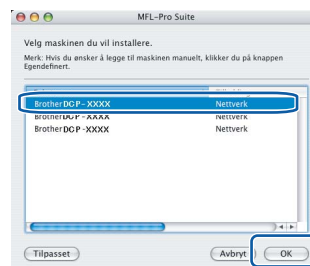 MFL-Pro Suite
Velg maskinen du vil installere.
Merk: Hvis du ønsker å legge til maskinen manuelt, klikker du på knappen
Egendefinert.
Brother DCP-XXXX Nettverk
Brother DCP-XXXX Nettverk
Brother DCP-XXXX Nettverk
Tilpasset Avbryt OK